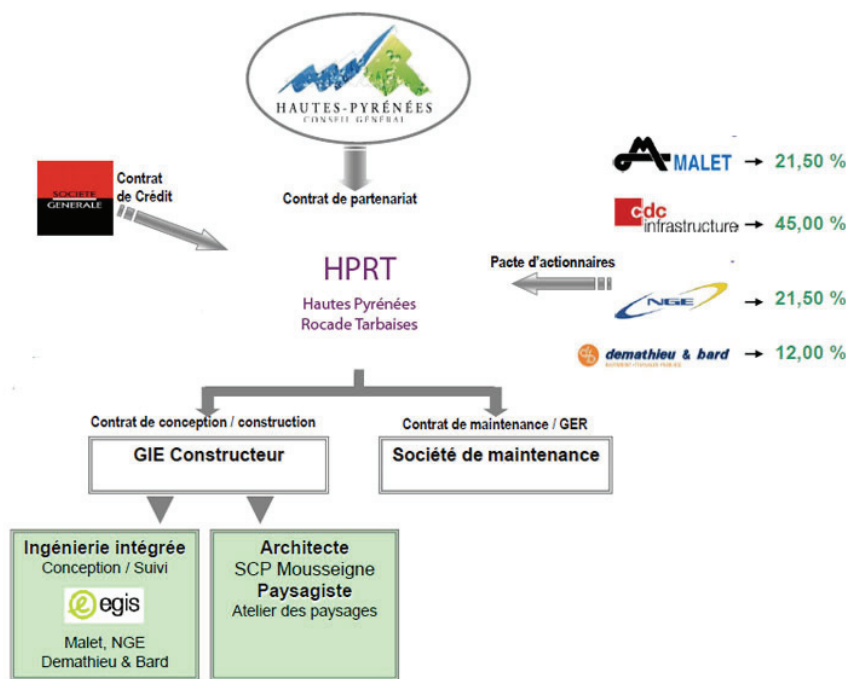 HAUTES-PYRÉNÉES
CONSEIL GÉNÉRAL
SOCIETE
GENERALE
Contrat
de Crédit
Contrat de partenariat
MALET
21,50 %
cdc
infrastructure
45,00 %
HPRT
Hautes Pyrénées
Rocade Tarbaises
Pacte d'actionnaires
NGE
21,50 %
d&b demathieu & bard
BATIMENT • TRAVAUX PUBLICS
12,00 %
Contrat de conception / construction
GIE Constructeur
Contrat de maintenance / GER
Société de maintenance
Ingénierie intégrée
Conception / Suivi
egis
Malet, NGE
Demathieu & Bard
Architecte
SCP Mousseigne
Paysagiste
Atelier des paysages